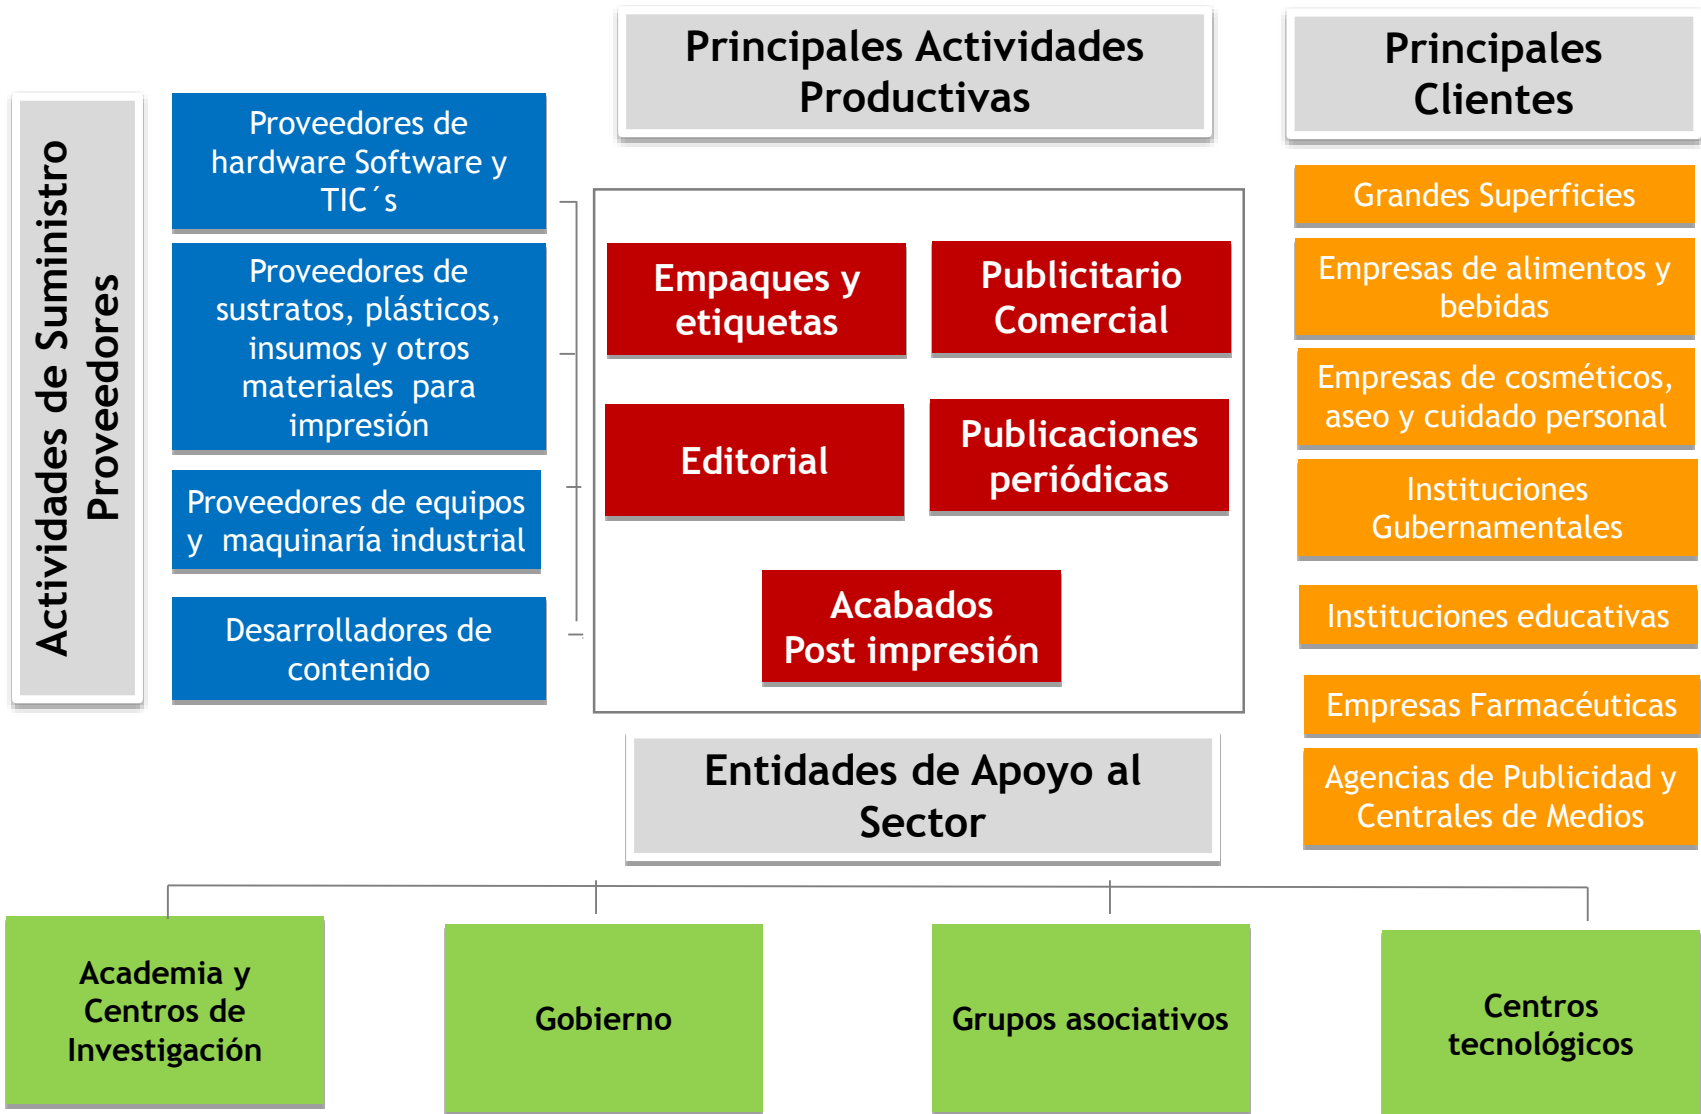 Actividades de Suministro
Proveedores
Proveedores de
hardware Software y
TIC´s
Proveedores de
sustratos, plásticos,
insumos y otros
materiales para
impresión
Proveedores de equipos
y maquinaría industrial
Desarrolladores de
contenido
Principales Actividades
Productivas
Empaques y
etiquetas
Publicitario
Comercial
Editorial
Publicaciones
periódicas
Acabados
Post impresión
Principales
Clientes
Grandes Superficies
Empresas de alimentos y
bebidas
Empresas de cosméticos,
aseo y cuidado personal
Instituciones
Gubernamentales
Instituciones educativas
Empresas Farmacéuticas
Agencias de Publicidad y
Centrales de Medios
Entidades de Apoyo al
Sector
Academia y
Centros de
Investigación
Gobierno
Grupos asociativos
Centros
tecnológicos